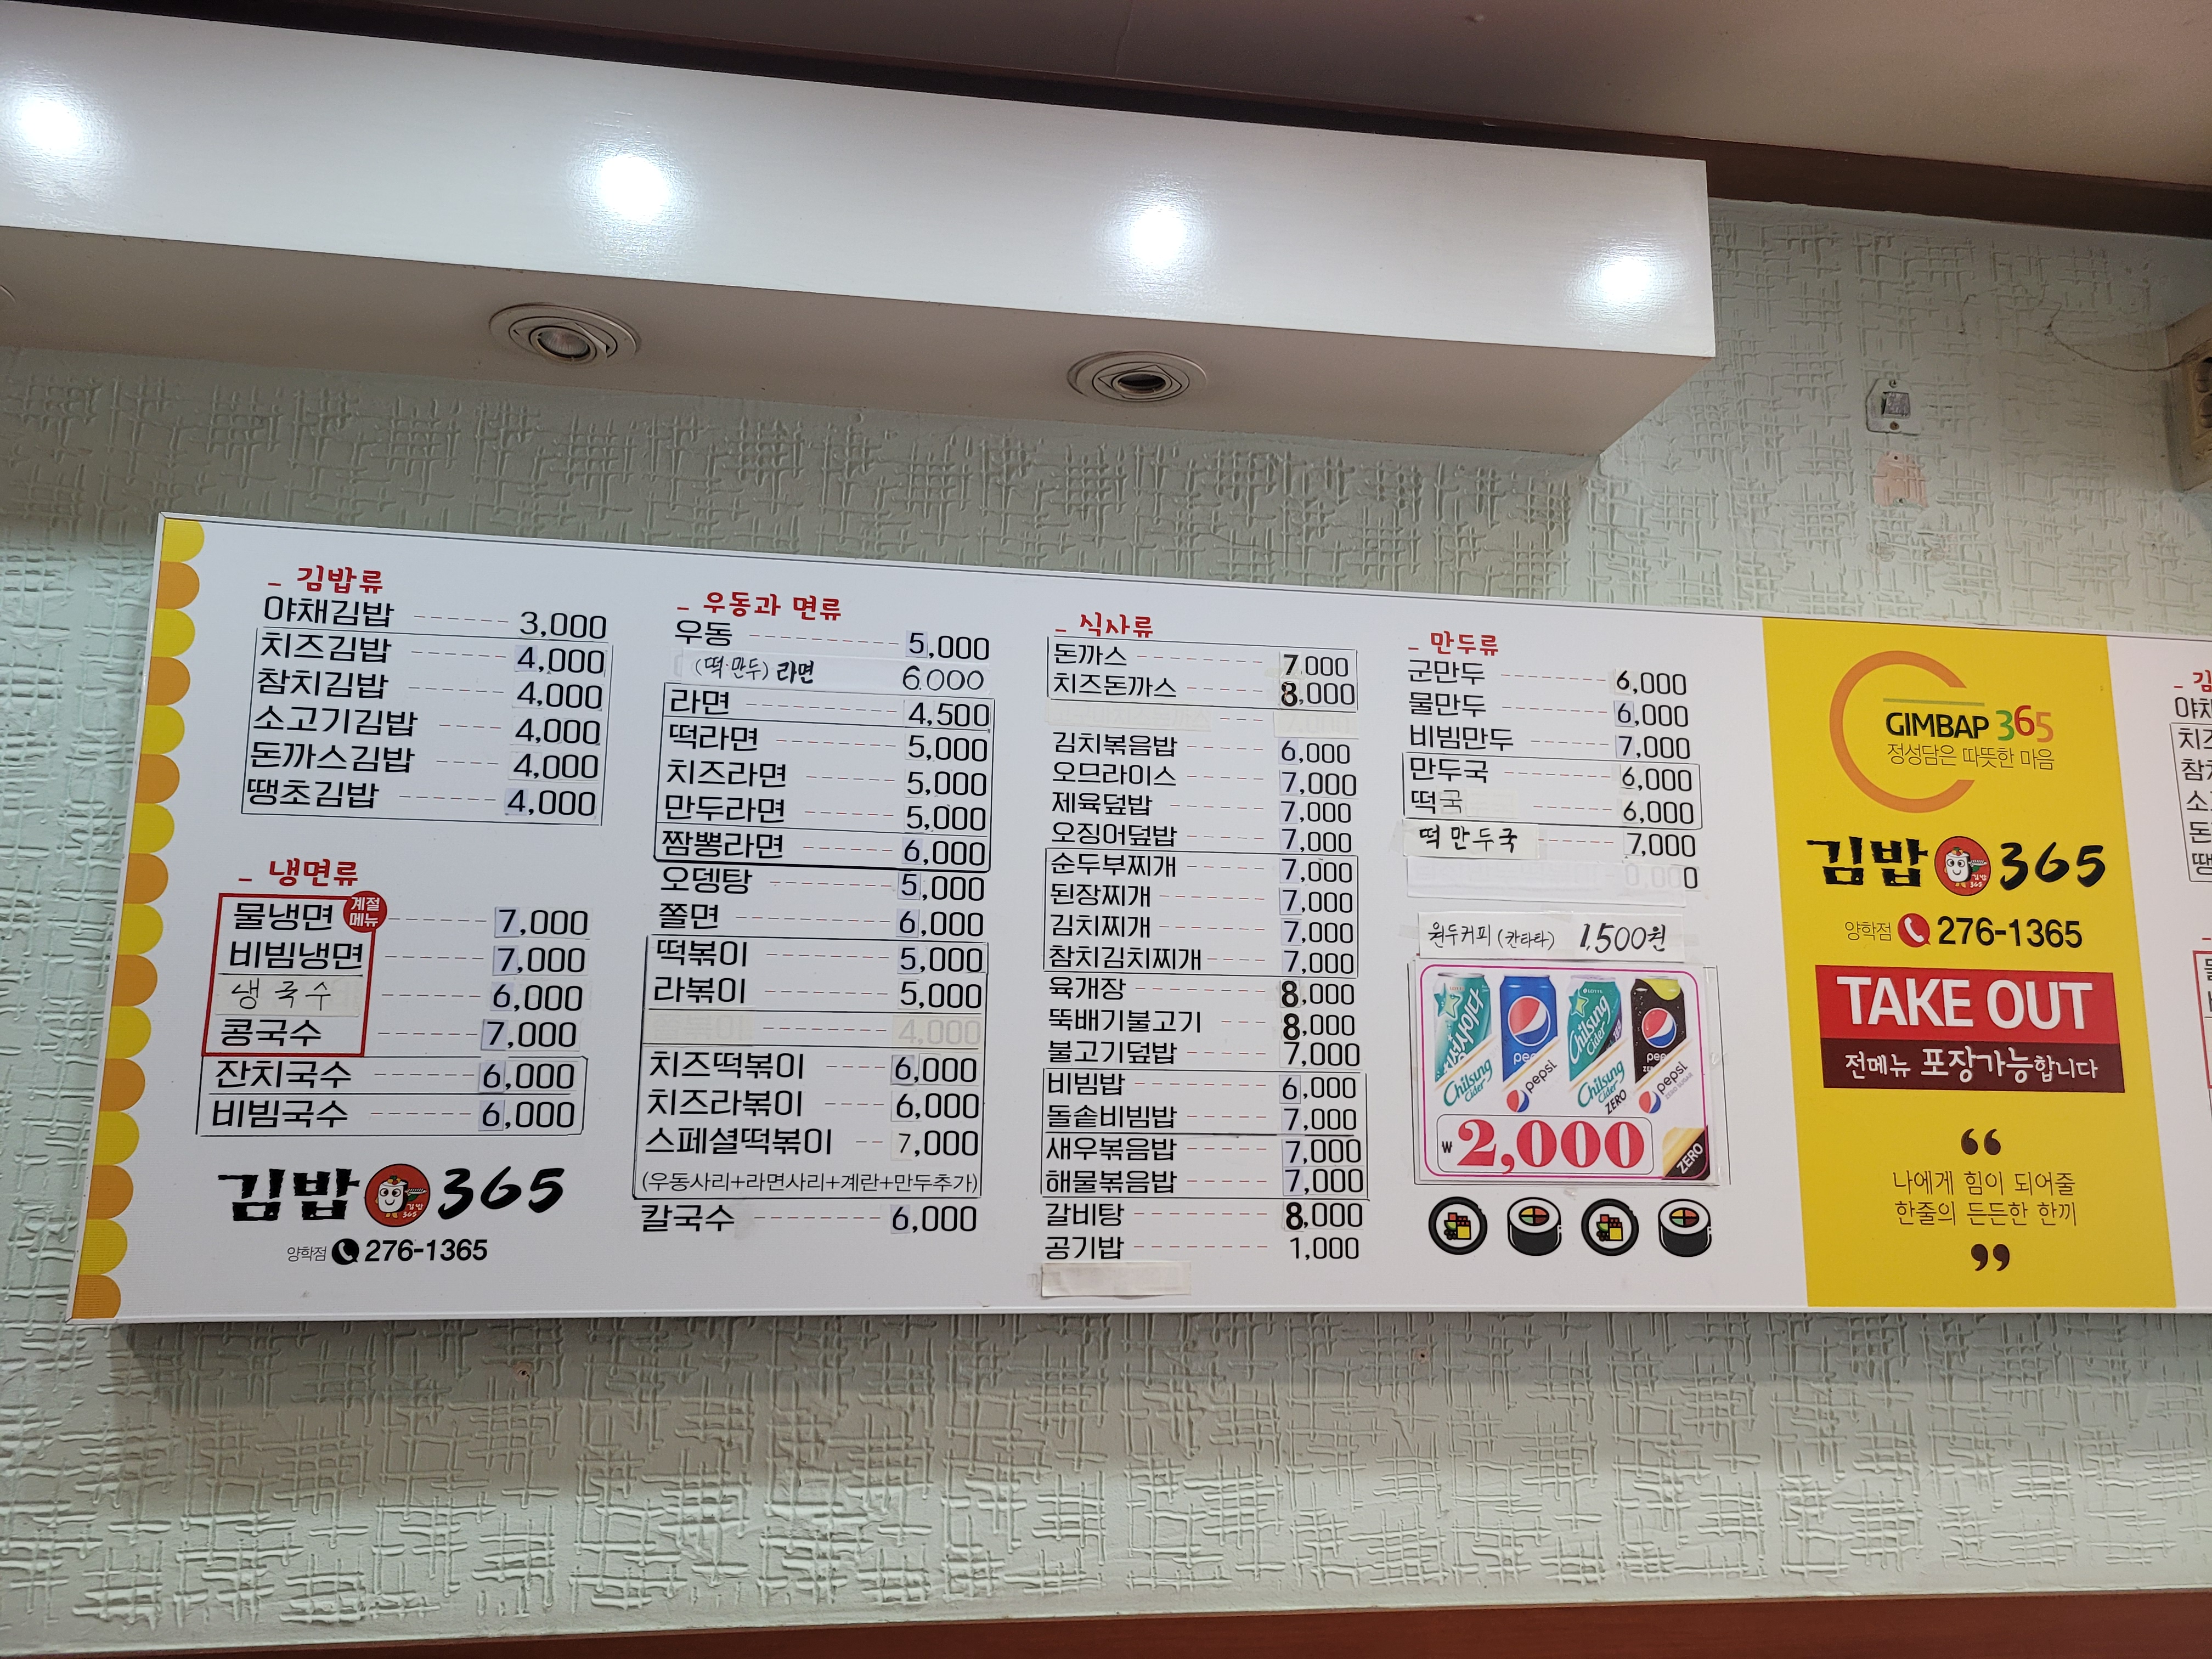 김밥류
야채김밥 3,000
치즈김밥 4,000
참치김밥 4,000
소고기김밥 4,000
돈까스김밥 4,000
땡초김밥 4,000
냉면류
계절
메뉴
물냉면 7,000
비빔냉면 7,000
냉국수 6,000
콩국수 7,000
잔치국수 6,000
비빔국수 6,000
김밥 365
양학점 276-1365
우동과 면류
우동 5,000
(떡·만두) 라면 6.000
라면 4,500
떡라면 5,000
치즈라면 5,000
만두라면 5,000
짬뽕라면 6,000
오뎅탕 5,000
쫄면 6,000
떡볶이 5,000
라볶이 5,000
4,000
치즈떡볶이 6,000
치즈라볶이 6,000
스페셜떡볶이 7,000
(우동사리+라면사리+계란+만두추가)
칼국수 6,000
식사류
돈까스 7,000
치즈돈까스 8,000
김치볶음밥 6,000
오므라이스 7,000
제육덮밥 7,000
오징어덮밥 7,000
순두부찌개 7,000
된장찌개 7,000
김치찌개 7,000
참치김치찌개 7,000
육개장 8,000
뚝배기불고기 8,000
불고기덮밥 7,000
비빔밥 6,000
돌솥비빔밥 7,000
새우볶음밥 7,000
해물볶음밥 7,000
갈비탕 8,000
공기밥 1,000
만두류
군만두 6,000
물만두 6,000
비빔만두 7,000
만두국 6,000
떡국 6,000
떡만두국 7,000
원두커피 (칸타타) 1,500원
칠성사이다
pepsi
Chilsung Cider
Chilsung Cider
pepsi
Chilsung Cider ZERO
pepsi
₩2,000
ZERO
GIMBAP 365
정성담은 따뜻한 마음
김밥 365
양학점 276-1365
TAKE OUT
전메뉴 포장가능합니다
“
나에게 힘이 되어줄
한줄의 든든한 한끼
”